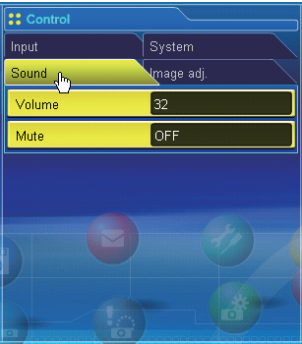 Control
Input System
Sound Image adj.
Volume 32
Mute OFF